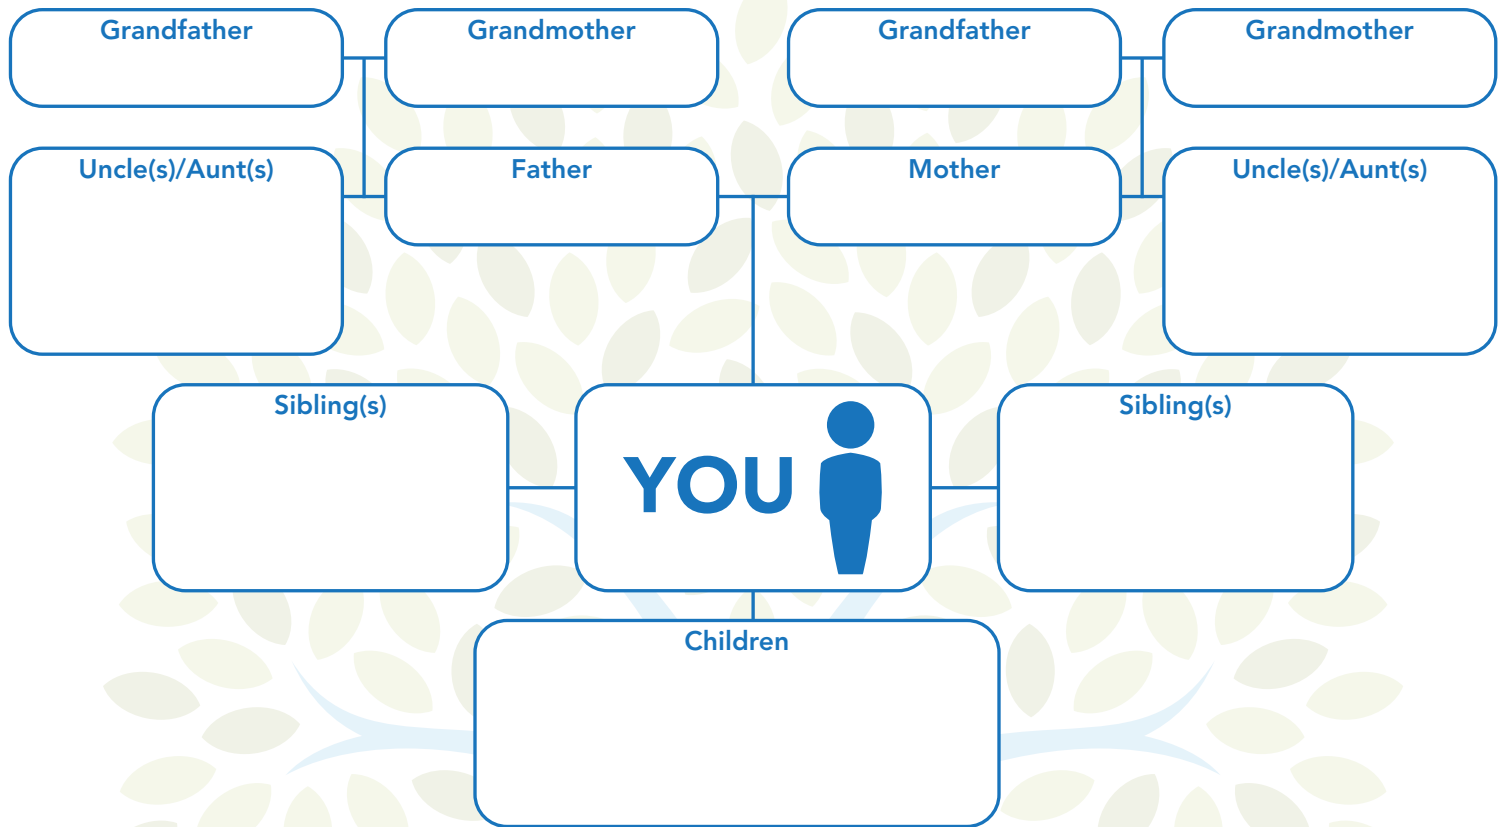 Grandfather
Grandmother
Grandfather
Grandmother
Uncle(s)/Aunt(s)
Father
Mother
Uncle(s)/Aunt(s)
Sibling(s)
YOU
Sibling(s)
Children